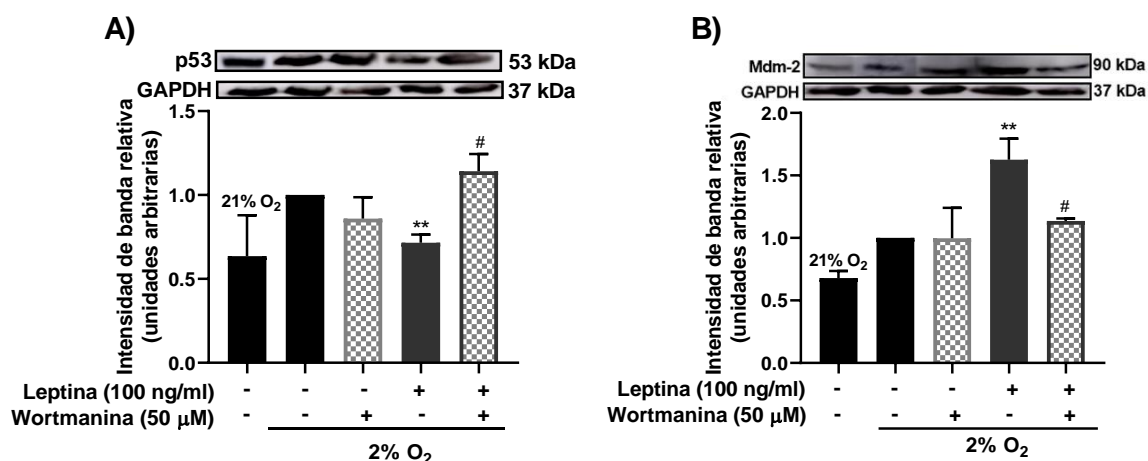 A)
p53 53 kDa
GAPDH 37 kDa
Intensidad de banda relativa
(unidades arbitrarias)
1.5
1.0
0.5
0.0
21% O2
**
#
Leptina (100 ng/ml) - - - + +
Wortmanina (50 µM) - - + - +
2% O2
B)
Mdm-2 90 kDa
GAPDH 37 kDa
Intensidad de banda relativa
(unidades arbitrarias)
2.0
1.5
1.0
0.5
0.0
21% O2
**
#
Leptina (100 ng/ml) - - - + +
Wortmanina (50 µM) - - + - +
2% O2